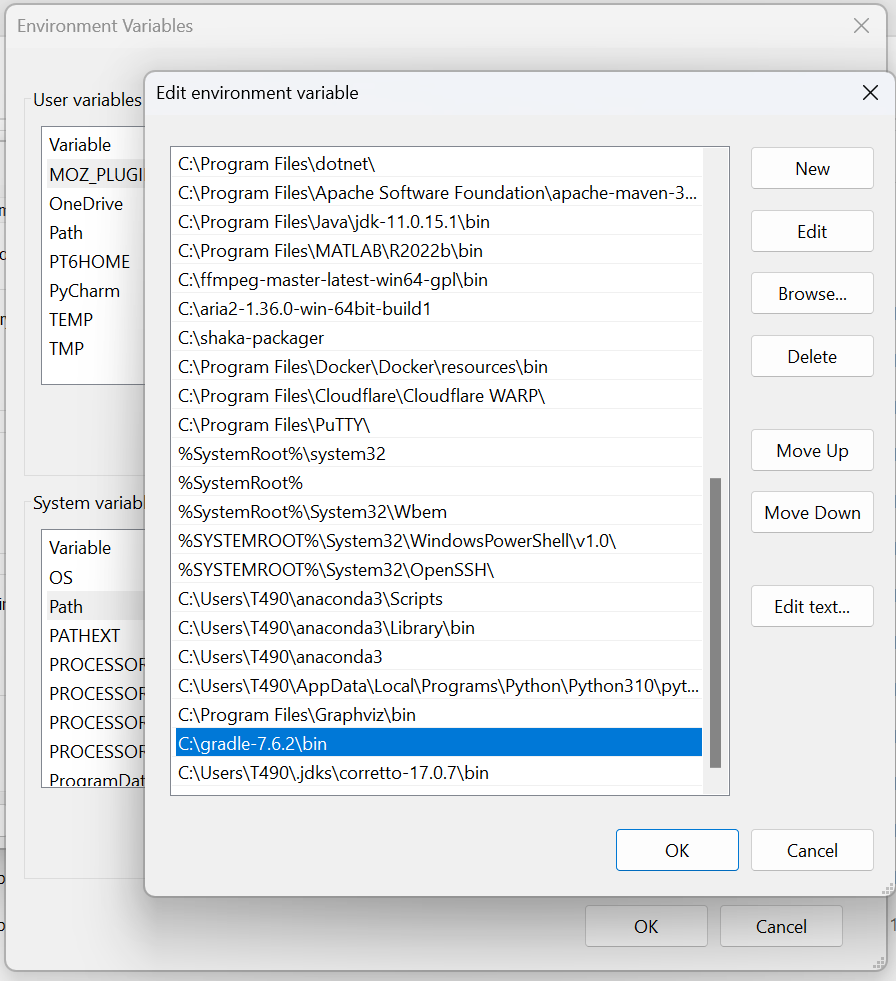 Environment Variables
User variables
Variable
OneDrive
Path
PT6HOME
PyCharm
TEMP
TMP
System
Variable
OS
Path
PATHEXT
Edit environment variable
C:\Program Files\dotnet\
C:\Program Files\Apache Software Foundation\apache-maven-3...
C:\Program Files\Java\jdk-11.0.15.1\bin
C:\Program Files\MATLAB\R2022b\bin
C:\ffmpeg-master-latest-win64-gpl\bin
C:\aria2-1.36.0-win-64bit-build1
C:\shaka-packager
C:\Program Files\Docker\Docker\resources\bin
C:\Program Files\Cloudflare\Cloudflare WARP\
C:\Program Files\PuTTY\
%SystemRoot%\system32
%SystemRoot%
%SystemRoot%\System32\Wbem
%SYSTEMROOT%\System32\WindowsPowerShell\v1.0\
%SYSTEMROOT%\System32\OpenSSH\
C:\Users\T490\anaconda3\Scripts
C:\Users\T490\anaconda3\Library\bin
C:\Users\T490\anaconda3
C:\Users\T490\AppData\Local\Programs\Python\Python310\pyt...
C:\Program Files\Graphviz\bin
C:\gradle-7.6.2\bin
C:\Users\T490\.jdks\corretto-17.0.7\bin
New
Edit
Browse...
Delete
Move Up
Move Down
Edit text...
OK
Cancel
OK
Cancel